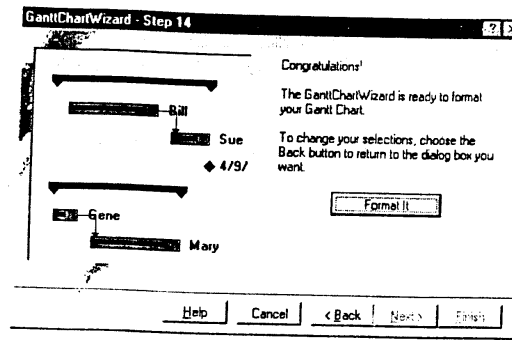 GanttChartWizard - Step 14
Congratulations!
The GanttChartWizard is ready to format
your Gantt Chart.
To change your selections, choose the
Back button to return to the dialog box you
want.
Format It
Bill
Sue
4/9/
Gene
Mary
Help
Cancel
< Back
Next >
Finish